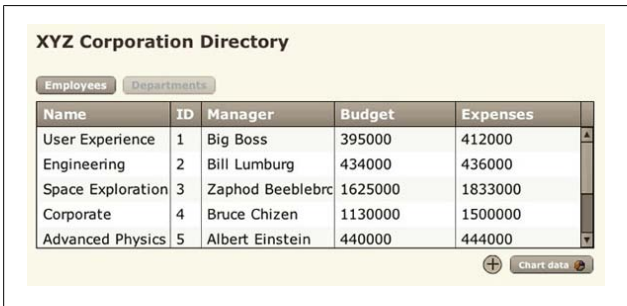 XYZ Corporation Directory
Employees Departments
Name ID Manager Budget Expenses
User Experience 1 Big Boss 395000 412000
Engineering 2 Bill Lumburg 434000 436000
Space Exploration 3 Zaphod Beeblebrc 1625000 1833000
Corporate 4 Bruce Chizen 1130000 1500000
Advanced Physics 5 Albert Einstein 440000 444000
Chart data